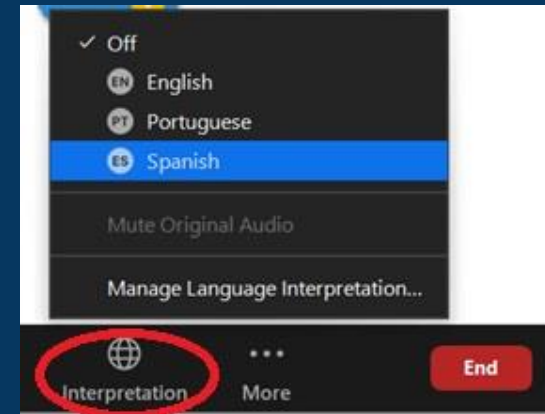 Off
EN English
PT Portuguese
ES Spanish
Mute Original Audio
Manage Language Interpretation...
Interpretation
More
End